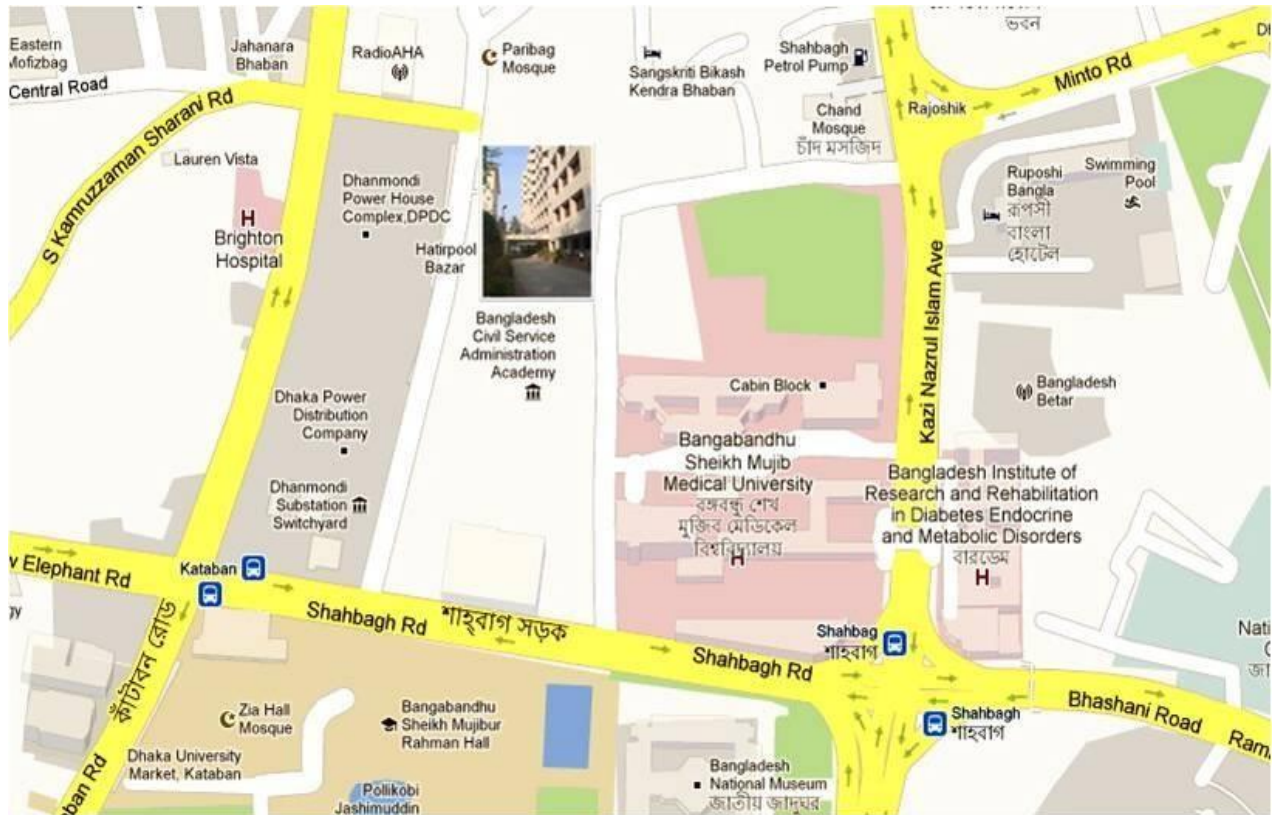 ভবন
Eastern
Mofizbag
Jahanara
Bhaban
RadioAHA
Paribag
Mosque
Sangskriti Bikash
Kendra Bhaban
Shahbagh
Petrol Pump
Minto Rd
Central Road
Rajoshik
Chand
Mosque
চাঁদ মসজিদ
S Kamruzzaman Sharani Rd
Lauren Vista
Dhanmondi
Power House
Complex,DPDC
Ruposhi
Bangla
রূপসী
বাংলা
হোটেল
Swimming
Pool
H
Brighton
Hospital
Hatirpool
Bazar
Kazi Nazrul Islam Ave
Bangladesh
Civil Service
Administration
Academy
Cabin Block
Bangladesh
Betar
Dhaka Power
Distribution
Company
Bangabandhu
Sheikh Mujib
Medical University
বঙ্গবন্ধু শেখ
মুজিব মেডিকেল
বিশ্ববিদ্যালয়
H
Bangladesh Institute of
Research and Rehabilitation
in Diabetes Endocrine
and Metabolic Disorders
বারডেম
H
Dhanmondi
Substation
Switchyard
Elephant Rd
Kataban
Shahbagh Rd
শাহ্বাগ সড়ক
Shahbagh Rd
Shahbag
শাহবাগ
কাঁটাবন রোড
Bhashani Road
Shahbagh
শাহবাগ
Zia Hall
Mosque
Bangabandhu
Sheikh Mujibur
Rahman Hall
Dhaka University
Market, Kataban
Bangladesh
National Museum
জাতীয় জাদুঘর
Pollikobi
Jashimuddin